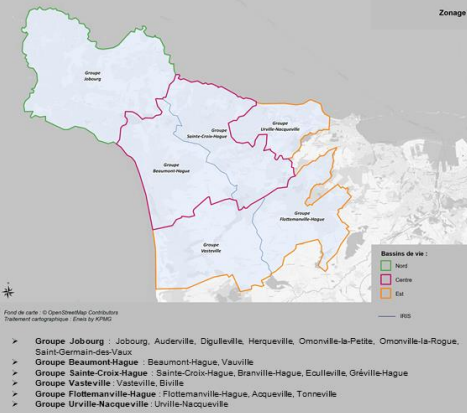 Zonage
Groupe
Jobourg
Groupe
Sainte-Croix-Hague
Groupe
Urville-Nacqueville
Groupe
Beaumont-Hague
Groupe
Flottemanville-Hague
Groupe
Vasteville
Bassins de vie :
Nord
Centre
Est
IRIS
Fond de carte : © OpenStreetMap Contributors
Traitement cartographique : Eneis by KPMG
➤ Groupe Jobourg : Jobourg, Auderville, Digulleville, Herqueville, Omonville-la-Petite, Omonville-la-Rogue,
Saint-Germain-des-Vaux
➤ Groupe Beaumont-Hague : Beaumont-Hague, Vauville
➤ Groupe Sainte-Croix-Hague : Sainte-Croix-Hague, Branville-Hague, Eculleville, Gréville-Hague
➤ Groupe Vasteville : Vasteville, Biville
➤ Groupe Flottemanville-Hague : Flottemanville-Hague, Acqueville, Tonneville
➤ Groupe Urville-Nacqueville : Urville-Nacqueville